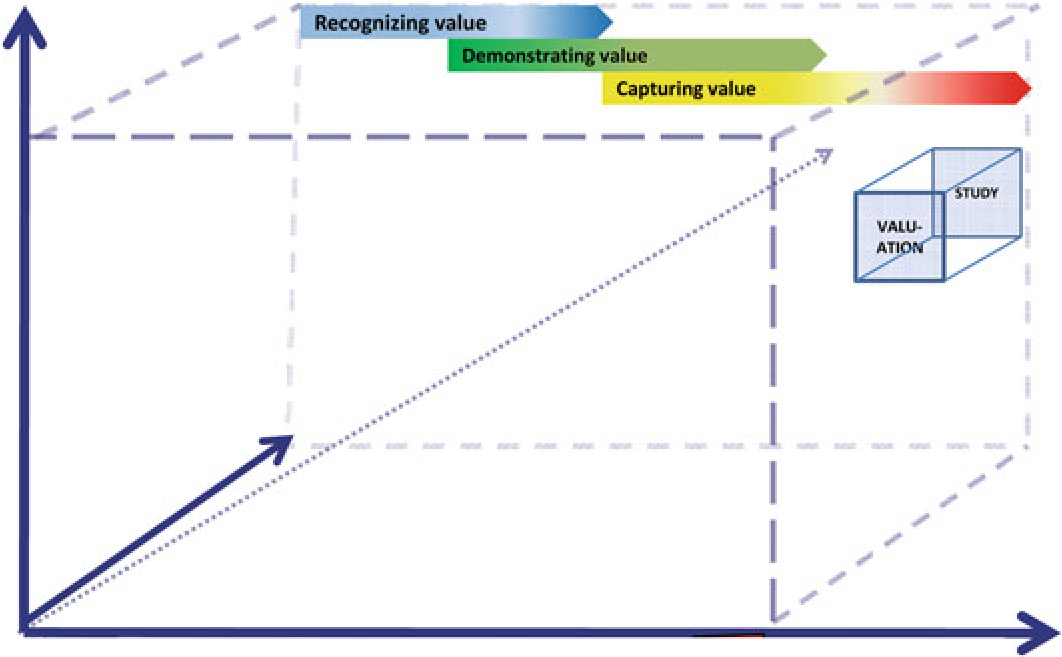 Recognizing value
Demonstrating value
Capturing value
STUDY
VALU-
ATION